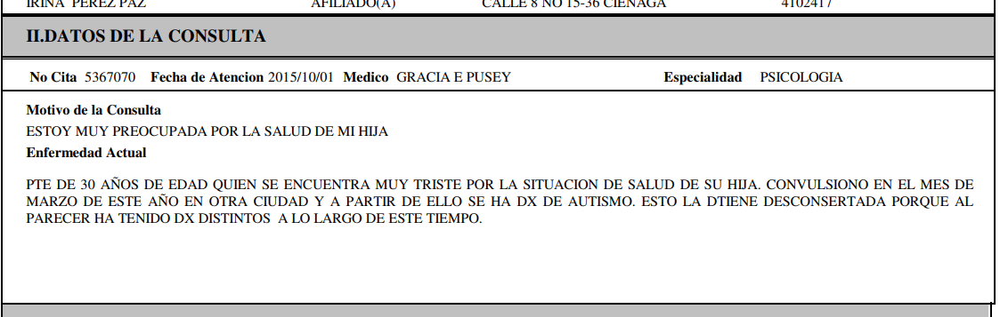 IRINA PEREZ PAZ AFILIADO(A) CALLE 8 NO 15-36 CIENAGA 4102417
II.DATOS DE LA CONSULTA
No Cita 5367070 Fecha de Atencion 2015/10/01 Medico GRACIA E PUSEY Especialidad PSICOLOGIA
Motivo de la Consulta
ESTOY MUY PREOCUPADA POR LA SALUD DE MI HIJA
Enfermedad Actual
PTE DE 30 AÑOS DE EDAD QUIEN SE ENCUENTRA MUY TRISTE POR LA SITUACION DE SALUD DE SU HIJA. CONVULSIONO EN EL MES DE
MARZO DE ESTE AÑO EN OTRA CIUDAD Y A PARTIR DE ELLO SE HA DX DE AUTISMO. ESTO LA DTIENE DESCONSERTADA PORQUE AL
PARECER HA TENIDO DX DISTINTOS A LO LARGO DE ESTE TIEMPO.